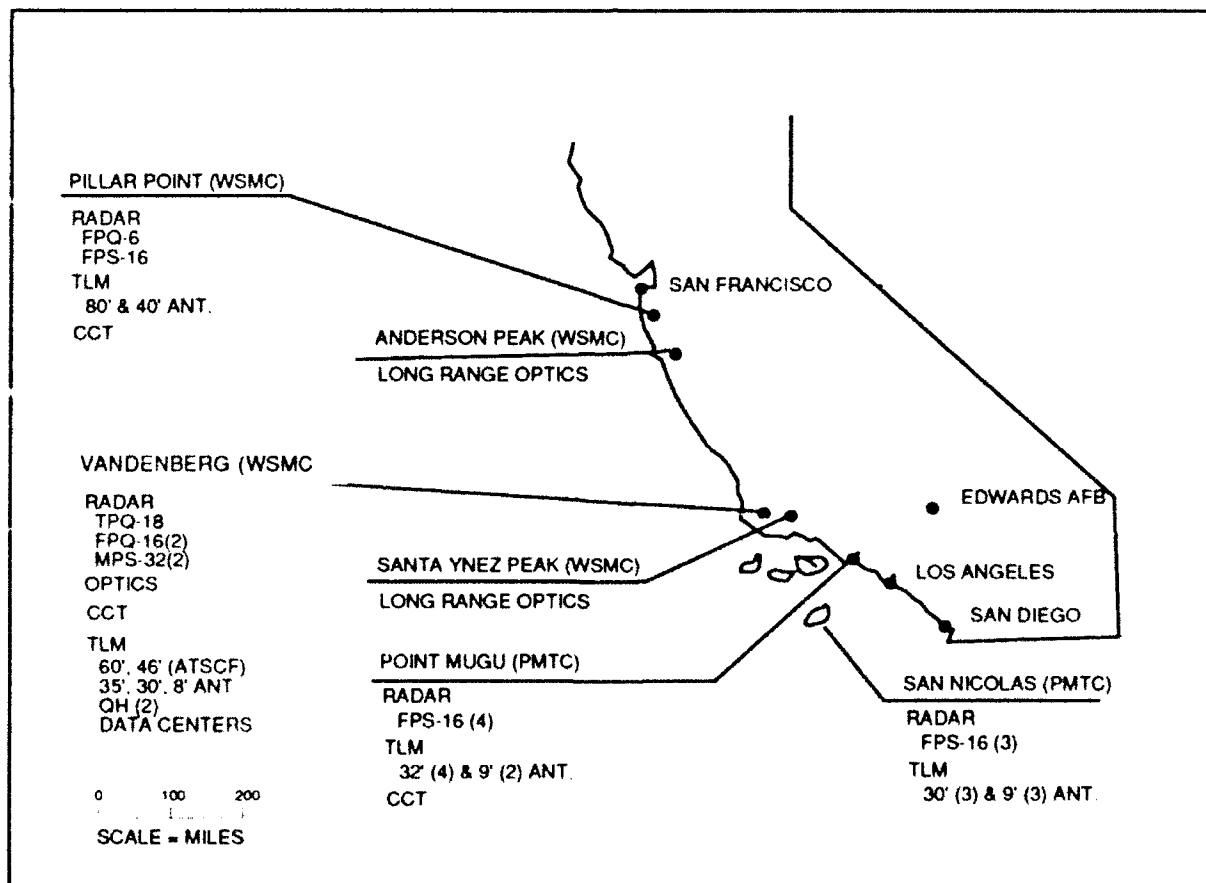 PILLAR POINT (WSMC)
RADAR
FPQ-6
FPS-16
TLM
80' & 40' ANT.
CCT
SAN FRANCISCO
ANDERSON PEAK (WSMC)
LONG RANGE OPTICS
VANDENBERG (WSMC
RADAR
TPQ-18
FPQ-16(2)
MPS-32(2)
OPTICS
CCT
TLM
60', 46' (ATSCF)
35', 30', 8' ANT
QH (2)
DATA CENTERS
EDWARDS AFB
SANTA YNEZ PEAK (WSMC)
LONG RANGE OPTICS
LOS ANGELES
SAN DIEGO
POINT MUGU (PMTC)
RADAR
FPS-16 (4)
TLM
32' (4) & 9' (2) ANT.
CCT
SAN NICOLAS (PMTC)
RADAR
FPS-16 (3)
TLM
30' (3) & 9' (3) ANT.
0 100 200
SCALE = MILES